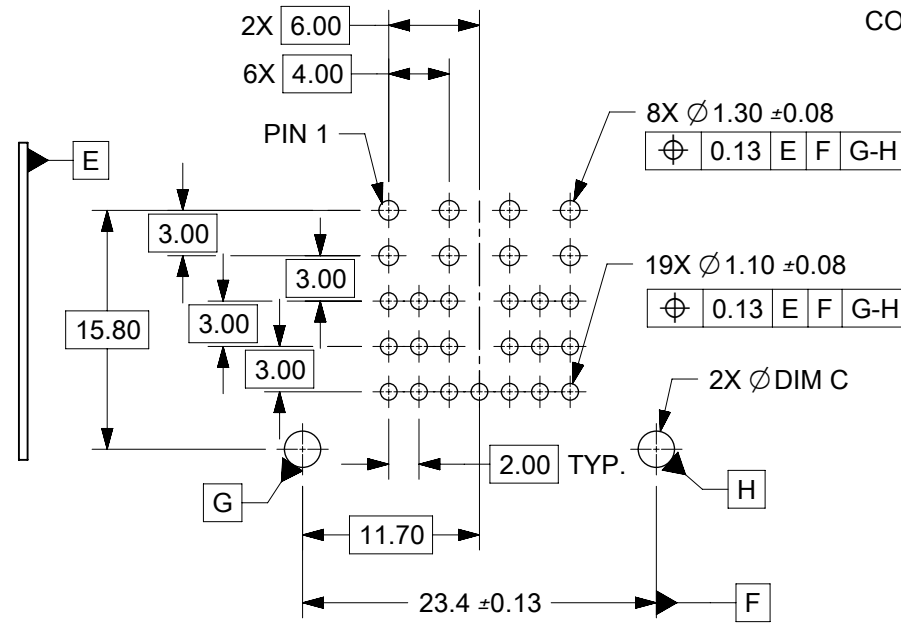 2X 6.00
CO
6X 4.00
PIN 1
8X ∅1.30 ±0.08
⌖ 0.13 E F G-H
E
3.00
3.00
19X ∅1.10 ±0.08
⌖ 0.13 E F G-H
15.80
3.00
3.00
2X ∅DIM C
2.00 TYP.
G
H
11.70
23.4 ±0.13
F